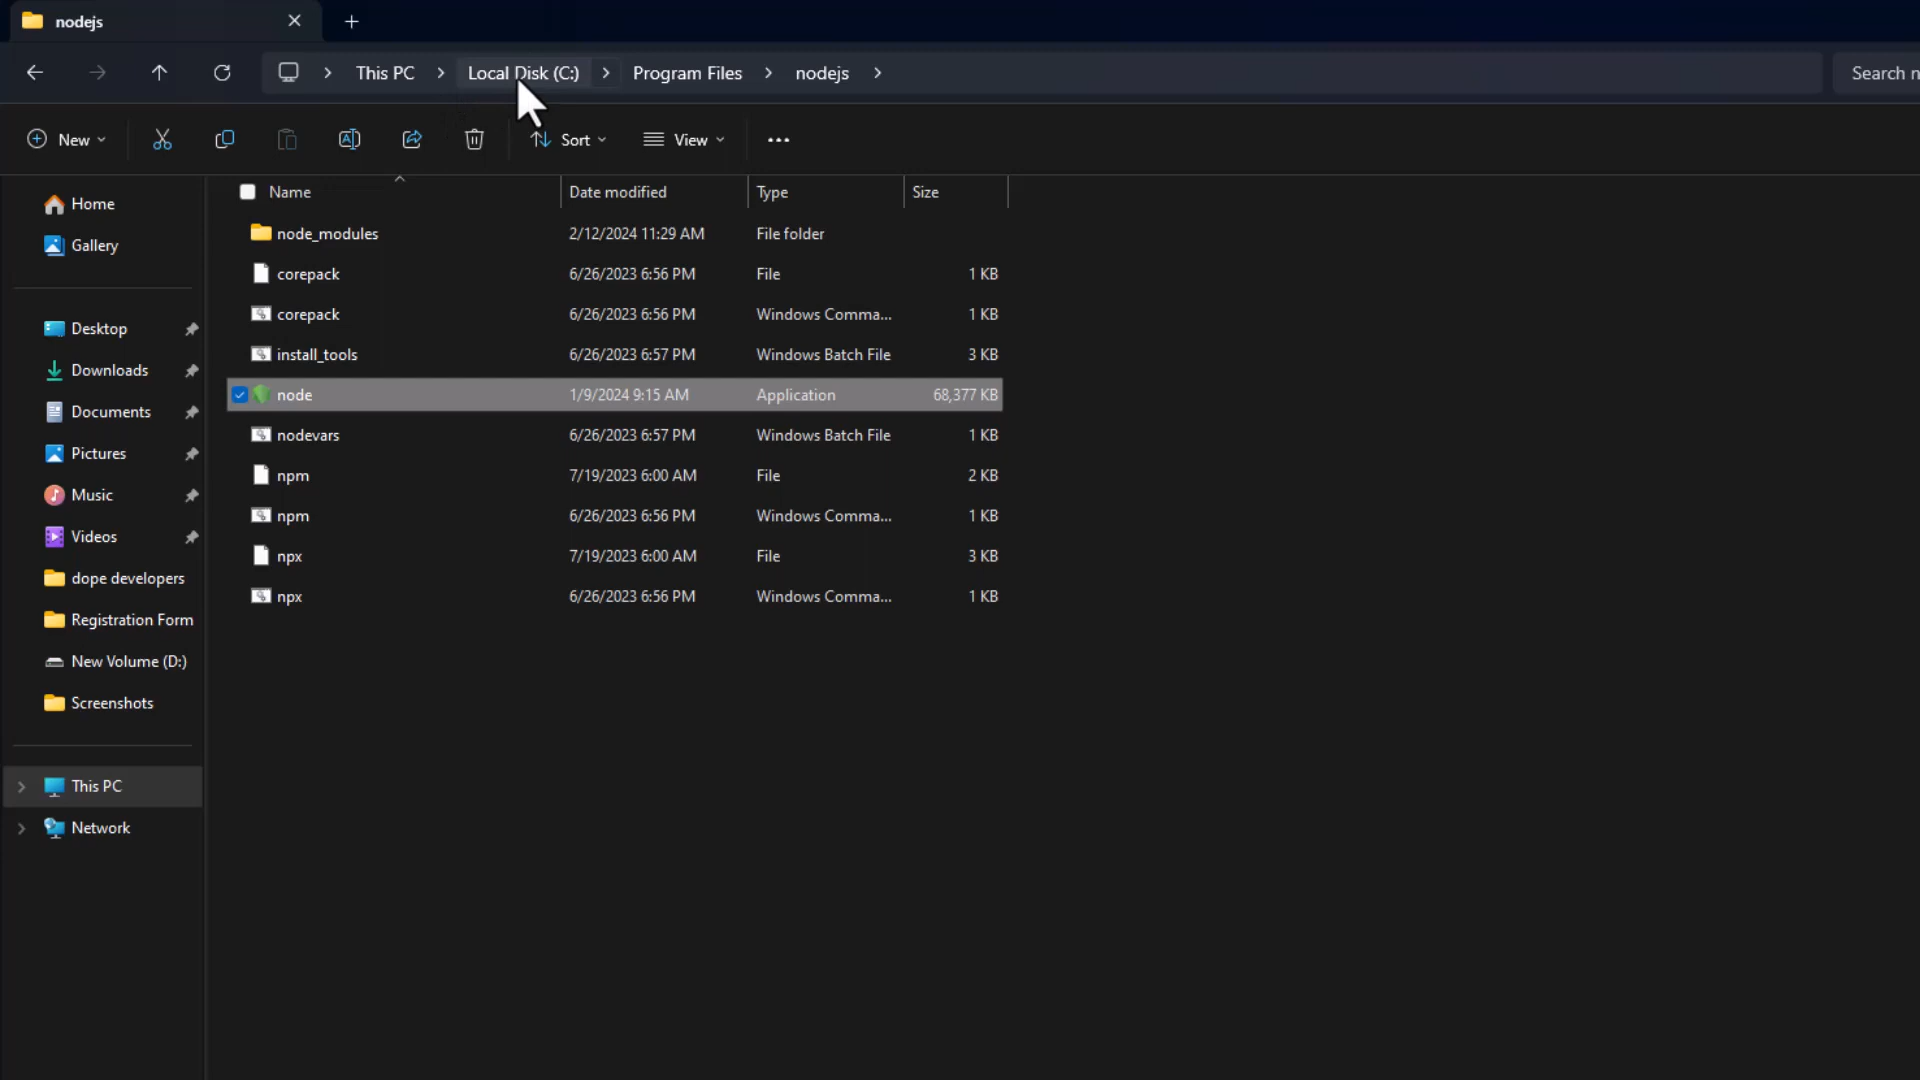 nodejs
This PC > Local Disk (C:) > Program Files > nodejs >
Search n
New
Sort
View
Home
Gallery
Desktop
Downloads
Documents
Pictures
Music
Videos
dope developers
Registration Form
New Volume (D:)
Screenshots
This PC
Network
Name Date modified Type Size
node_modules 2/12/2024 11:29 AM File folder
corepack 6/26/2023 6:56 PM File 1 KB
corepack 6/26/2023 6:56 PM Windows Comma... 1 KB
install_tools 6/26/2023 6:57 PM Windows Batch File 3 KB
node 1/9/2024 9:15 AM Application 68,377 KB
nodevars 6/26/2023 6:57 PM Windows Batch File 1 KB
npm 7/19/2023 6:00 AM File 2 KB
npm 6/26/2023 6:56 PM Windows Comma... 1 KB
npx 7/19/2023 6:00 AM File 3 KB
npx 6/26/2023 6:56 PM Windows Comma... 1 KB